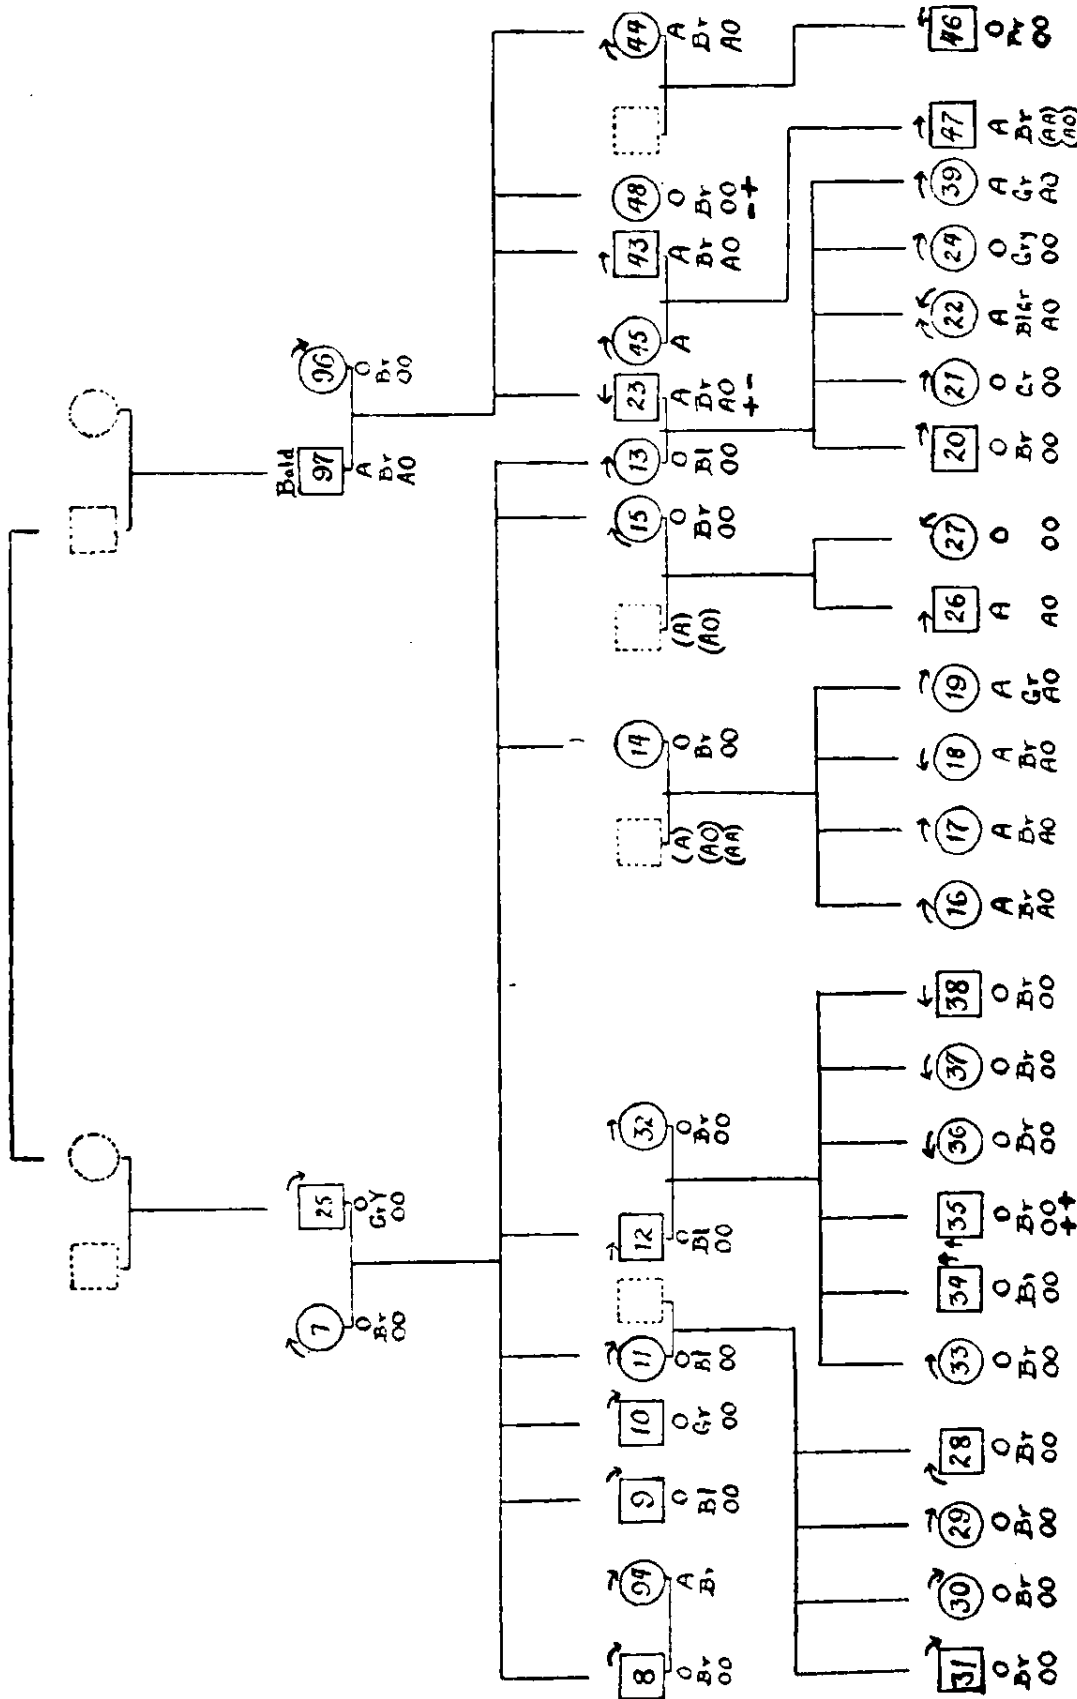 Bald
7 25 97 96
O O A O
Br GrY Br Br
OO OO AO OO
8 94 9 10 11 12 32 14 15 13 23 45 43 48 44
O A O O O O O (A) O (A) O O A A A O A
Br Br Bl Gr Bl Bl Br (AO) Br (AO) Br Bl Br Br Br Br
OO OO OO OO OO OO (AA) OO OO OO AO AO OO AO
+ - - +
31 30 29 28 33 34 35 36 37 38 16 17 18 19 26 27 20 21 22 24 39 47 46
O O O O O O O O O O A A A A A O O O A O A A O
Br Br Br Br Br Br Br Br Br Br Br Br Br Gr Br Gr BlGr Gry Gr Br Br
OO OO OO OO OO OO OO OO OO OO AO AO AO AO AO OO OO OO AO OO AO (AA) OO
+ + (AO)